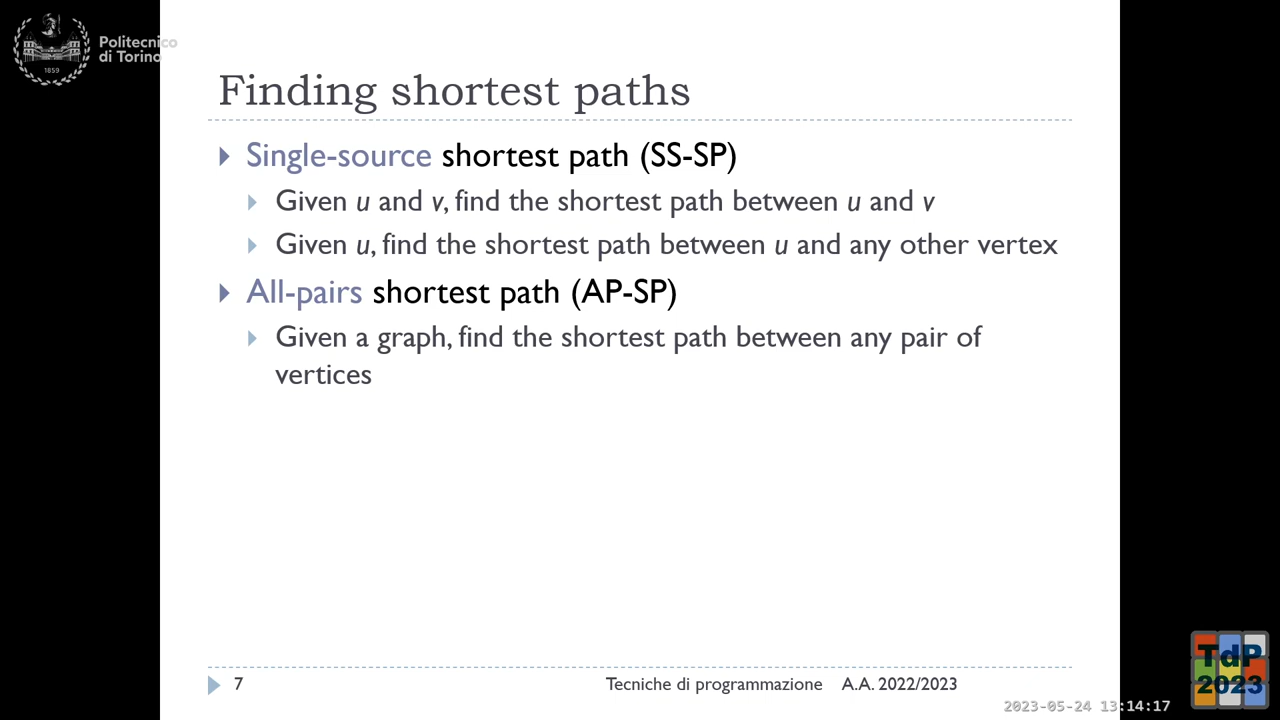 Politecnico
di Torino
1859
Finding shortest paths
Single-source shortest path (SS-SP)
Given u and v, find the shortest path between u and v
Given u, find the shortest path between u and any other vertex
All-pairs shortest path (AP-SP)
Given a graph, find the shortest path between any pair of
vertices
7
Tecniche di programmazione A.A. 2022/2023
2023-05-24 13:14:17
TdP
2023